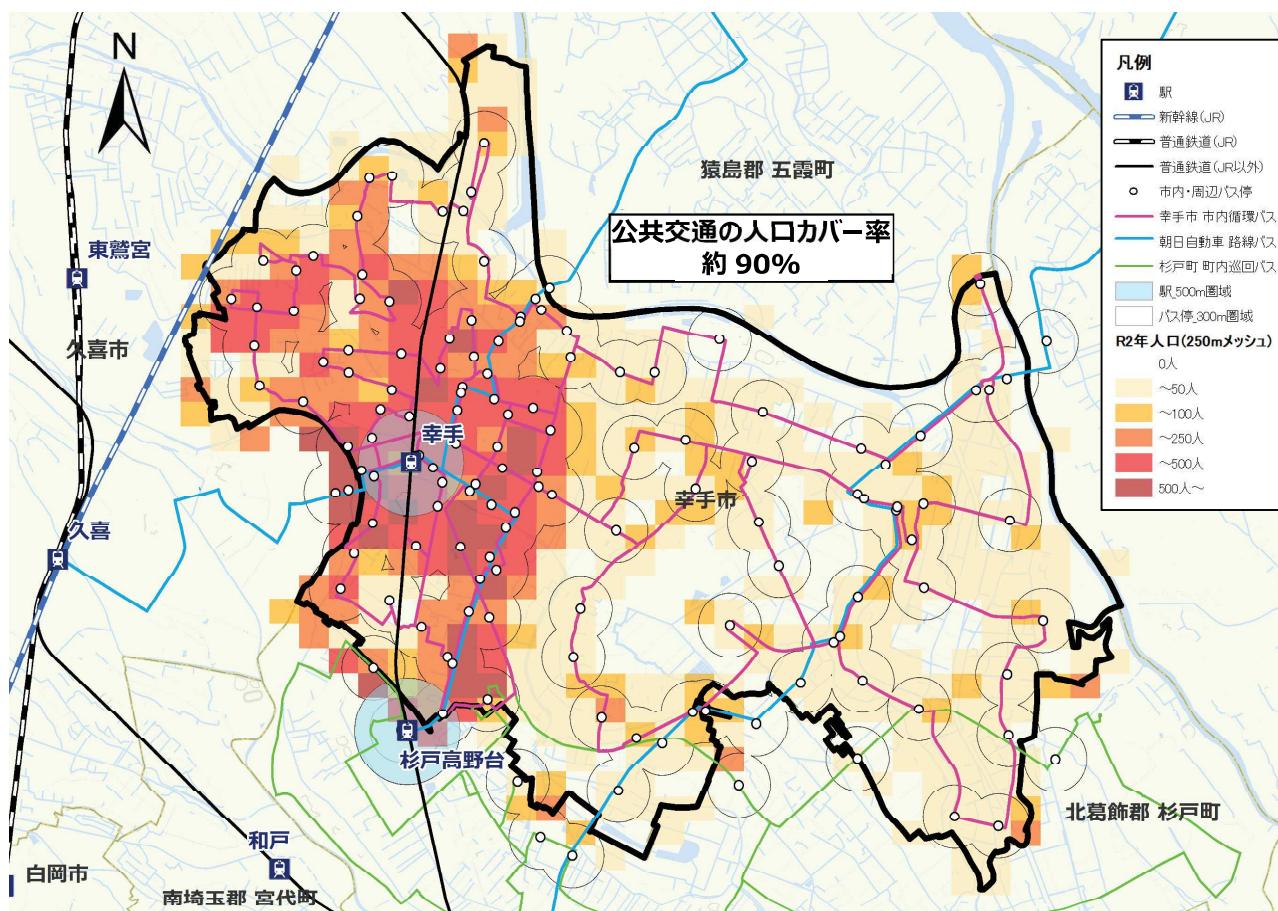 N
凡例
駅
新幹線(JR)
普通鉄道(JR)
普通鉄道(JR以外)
市内・周辺バス停
幸手市 市内循環バス
朝日自動車 路線バス
杉戸町 町内巡回バス
駅_500m圏域
バス停_300m圏域
R2年人口(250mメッシュ)
0人
~50人
~100人
~250人
~500人
500人~
猿島郡 五霞町
公共交通の人口カバー率
約 90%
東鷲宮
久喜市
幸手
幸手市
久喜
杉戸高野台
北葛飾郡 杉戸町
和戸
白岡市
南埼玉郡 宮代町